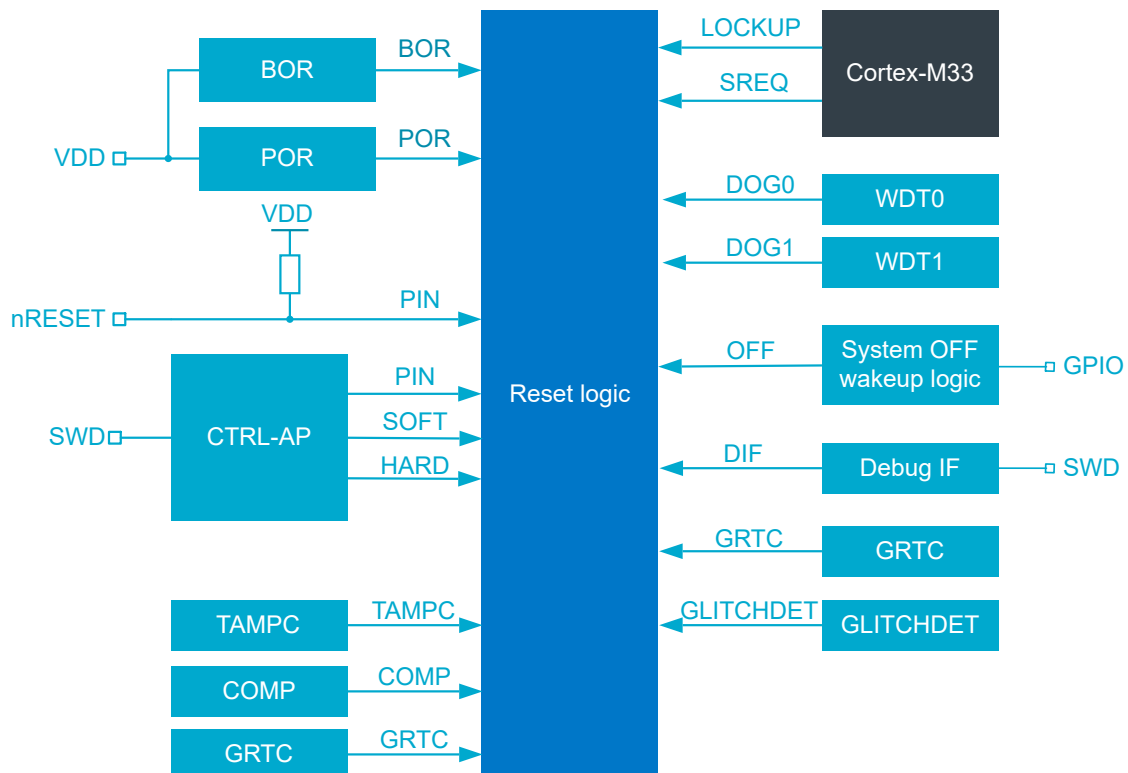 BOR
BOR
VDD
POR
POR
VDD
nRESET
PIN
SWD
CTRL-AP
PIN
SOFT
HARD
TAMPC
TAMPC
COMP
COMP
GRTC
GRTC
Reset logic
LOCKUP
SREQ
Cortex-M33
DOG0
WDT0
DOG1
WDT1
OFF
System OFF
wakeup logic
GPIO
DIF
Debug IF
SWD
GRTC
GRTC
GLITCHDET
GLITCHDET